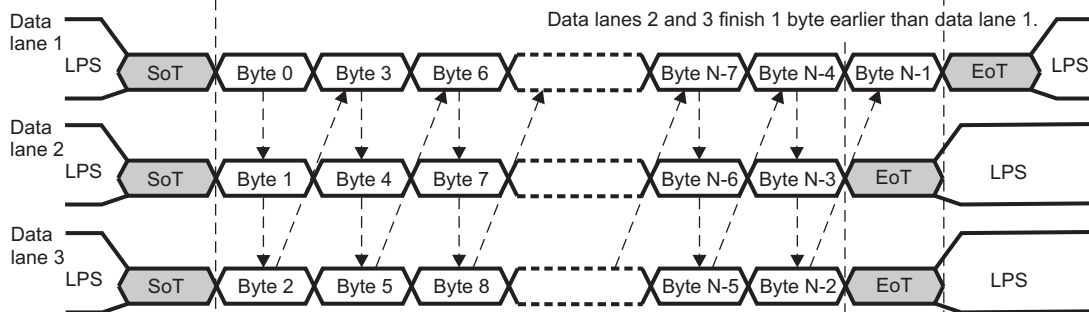 Data lanes 2 and 3 finish 1 byte earlier than data lane 1.
Data
lane 1
LPS SoT Byte 0 Byte 3 Byte 6 Byte N-7 Byte N-4 Byte N-1 EoT LPS
Data
lane 2
LPS SoT Byte 1 Byte 4 Byte 7 Byte N-6 Byte N-3 EoT LPS
Data
lane 3
LPS SoT Byte 2 Byte 5 Byte 8 Byte N-5 Byte N-2 EoT LPS